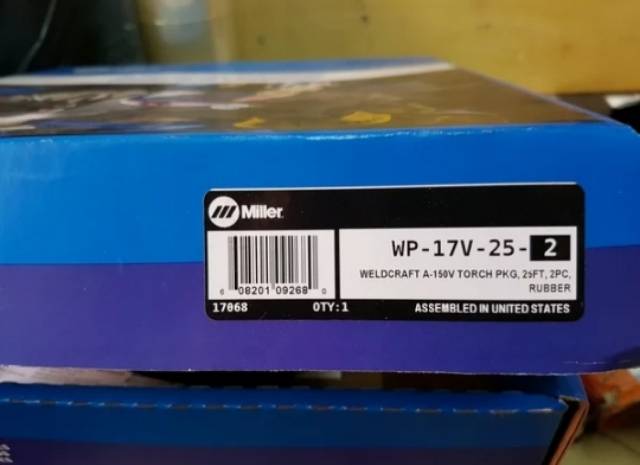 Miller
WP-17V-25-2
WELDCRAFT A-150V TORCH PKG, 25FT, 2PC,
RUBBER
6 08201 09268 0
17068 QTY:1 ASSEMBLED IN UNITED STATES